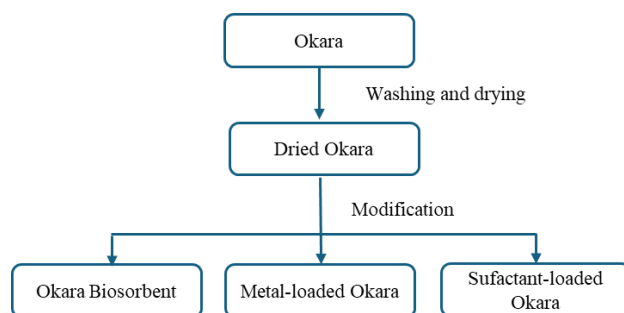 Okara
Washing and drying
Dried Okara
Modification
Okara Biosorbent
Metal-loaded Okara
Sufactant-loaded
Okara